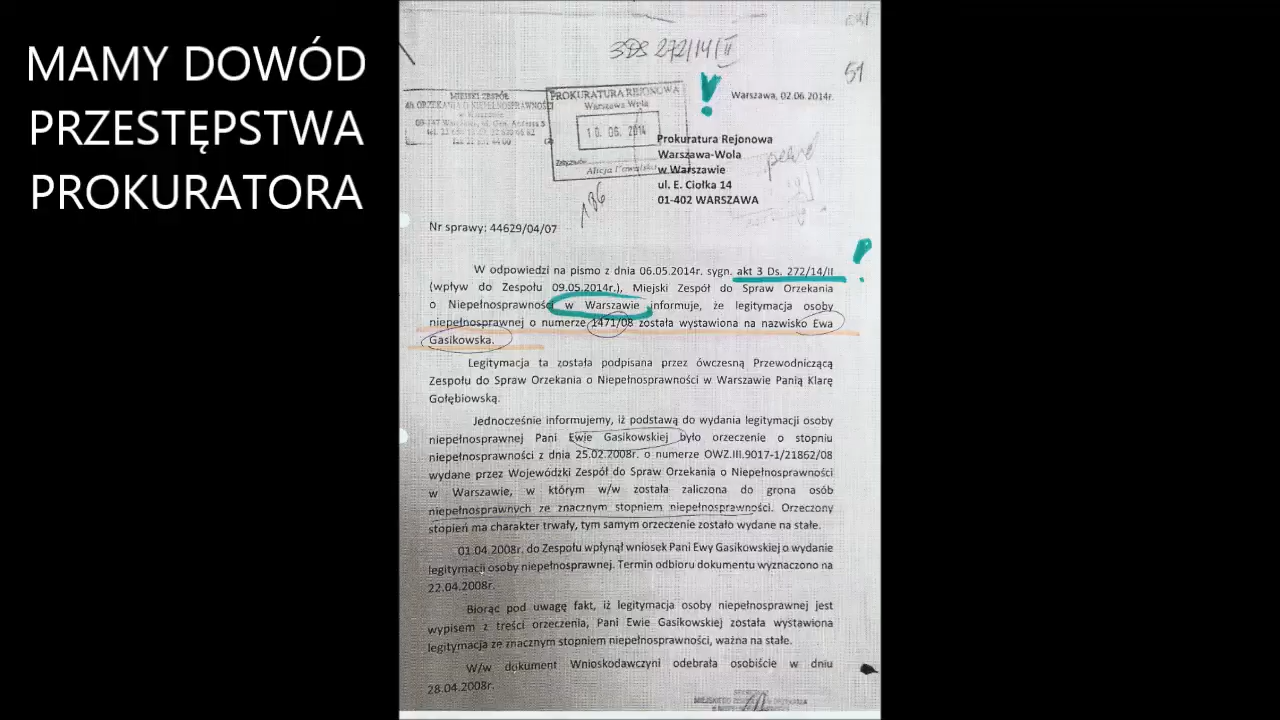 MAMY DOWÓD
PRZESTĘPSTWA
PROKURATORA
3DS 272/14/II
51
MIEJSKI ZESPÓŁ
PROKURATURA REJONOWA
Warszawa Wola
10. 06. 2014
Warszawa, 02.06.2014r.
Prokuratura Rejonowa
Warszawa-Wola
w Warszawie
ul. E. Ciołka 14
01-402 WARSZAWA
186
Nr sprawy: 44629/04/07
W odpowiedzi na pismo z dnia 06.05.2014r. sygn. akt 3 Ds. 272/14/II
(wpływ do Zespołu 09.05.2014r.), Miejski Zespół do Spraw Orzekania
o Niepełnosprawności w Warszawie informuje, że legitymacja osoby
niepełnosprawnej o numerze 1471/08 została wystawiona na nazwisko Ewa
Gasikowska.
Legitymacja ta została podpisana przez ówczesną Przewodniczącą
Zespołu do Spraw Orzekania o Niepełnosprawności w Warszawie Panią Klarę
Gołębiowską.
Jednocześnie informujemy, iż podstawą do wydania legitymacji osoby
niepełnosprawnej Pani Ewie Gasikowskiej było orzeczenie o stopniu
niepełnosprawności z dnia 25.02.2008r. o numerze OWZ.III.9017-1/21862/08
wydane przez Wojewódzki Zespół do Spraw Orzekania o Niepełnosprawności
w Warszawie, w którym w/w została zaliczona do grona osób
niepełnosprawnych ze znacznym stopniem niepełnosprawności. Orzeczony
stopień ma charakter trwały, tym samym orzeczenie zostało wydane na stałe.
01.04.2008r. do Zespołu wpłynął wniosek Pani Ewy Gasikowskiej o wydanie
legitymacji osoby niepełnosprawnej. Termin odbioru dokumentu wyznaczono na
22.04.2008r.
Biorąc pod uwagę fakt, iż legitymacja osoby niepełnosprawnej jest
wypisem z treści orzeczenia, Pani Ewie Gasikowskiej została wystawiona
legitymacja ze znacznym stopniem niepełnosprawności, ważna na stałe.
W/w dokument Wnioskodawczyni odebrała osobiście w dniu
28.04.2008r.